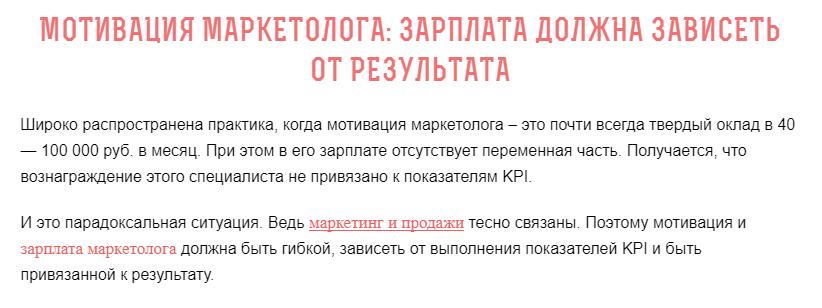 МОТИВАЦИЯ МАРКЕТОЛОГА: ЗАРПЛАТА ДОЛЖНА ЗАВИСЕТЬ
ОТ РЕЗУЛЬТАТА
Широко распространена практика, когда мотивация маркетолога – это почти всегда твердый оклад в 40
— 100 000 руб. в месяц. При этом в его зарплате отсутствует переменная часть. Получается, что
вознаграждение этого специалиста не привязано к показателям KPI.
И это парадоксальная ситуация. Ведь маркетинг и продажи тесно связаны. Поэтому мотивация и
зарплата маркетолога должна быть гибкой, зависеть от выполнения показателей KPI и быть
привязанной к результату.